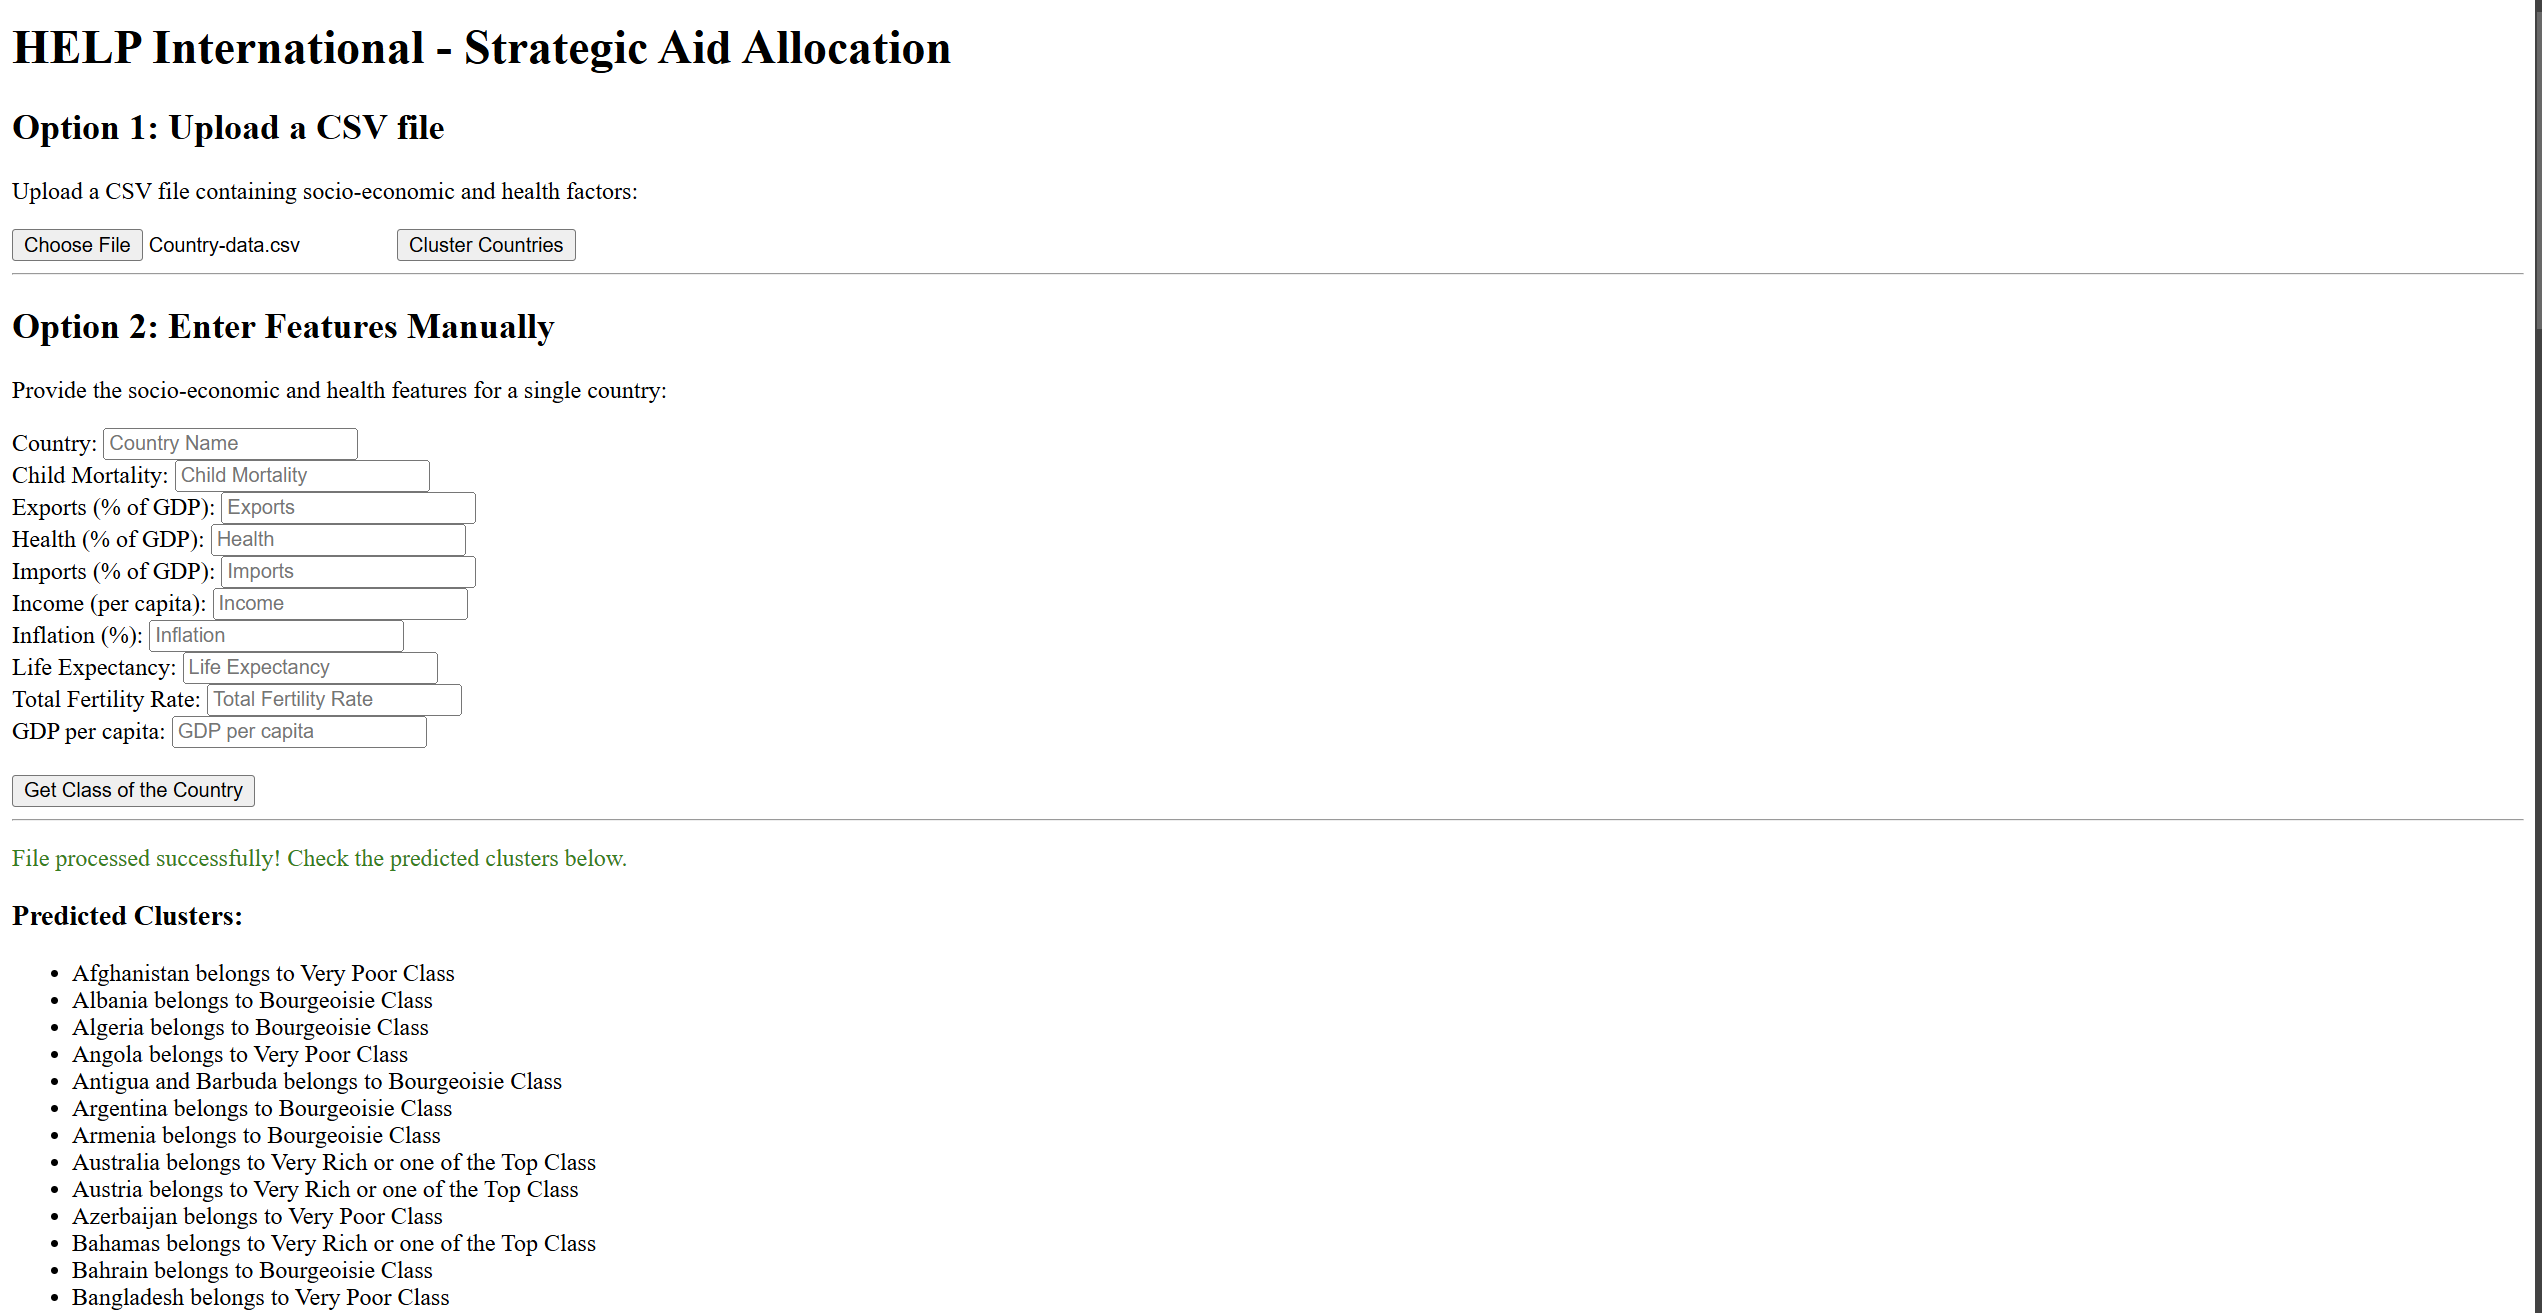 HELP International - Strategic Aid Allocation
Option 1: Upload a CSV file
Upload a CSV file containing socio-economic and health factors:
Choose File Country-data.csv Cluster Countries
Option 2: Enter Features Manually
Provide the socio-economic and health features for a single country:
Country: Country Name
Child Mortality: Child Mortality
Exports (% of GDP): Exports
Health (% of GDP): Health
Imports (% of GDP): Imports
Income (per capita): Income
Inflation (%): Inflation
Life Expectancy: Life Expectancy
Total Fertility Rate: Total Fertility Rate
GDP per capita: GDP per capita
Get Class of the Country
File processed successfully! Check the predicted clusters below.
Predicted Clusters:
• Afghanistan belongs to Very Poor Class
• Albania belongs to Bourgeoisie Class
• Algeria belongs to Bourgeoisie Class
• Angola belongs to Very Poor Class
• Antigua and Barbuda belongs to Bourgeoisie Class
• Argentina belongs to Bourgeoisie Class
• Armenia belongs to Bourgeoisie Class
• Australia belongs to Very Rich or one of the Top Class
• Austria belongs to Very Rich or one of the Top Class
• Azerbaijan belongs to Very Poor Class
• Bahamas belongs to Very Rich or one of the Top Class
• Bahrain belongs to Bourgeoisie Class
• Bangladesh belongs to Very Poor Class